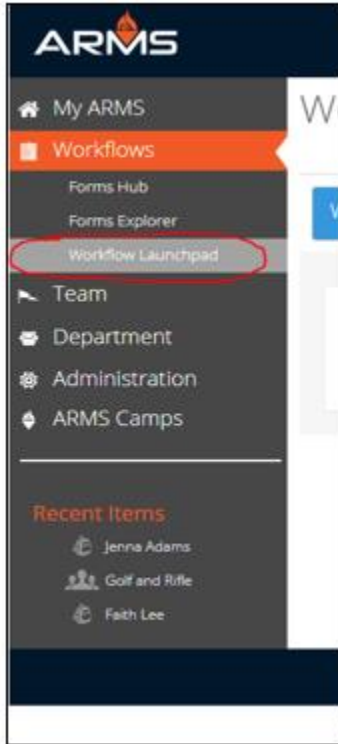 ARMS
My ARMS
Workflows
Forms Hub
Forms Explorer
Workflow Launchpad
Team
Department
Administration
ARMS Camps
Recent Items
Jenna Adams
Golf and Rifle
Faith Lee